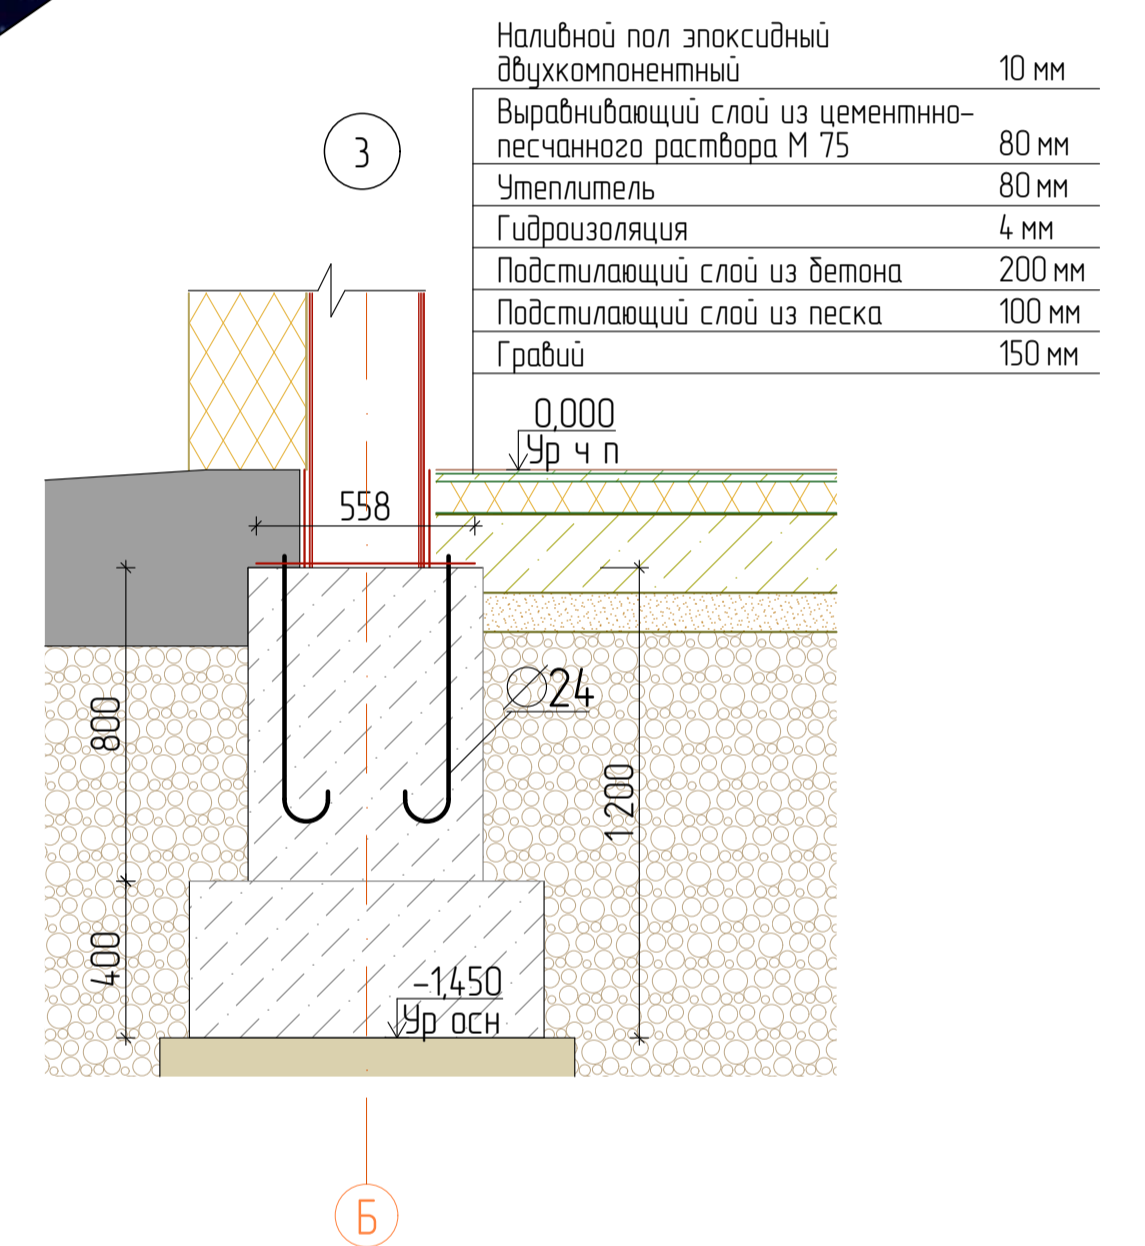 Наливной пол эпоксидный
двухкомпонентный 10 мм
Выравнивающий слой из цементнно-
песчанного раствора М 75 80 мм
Утеплитель 80 мм
Гидроизоляция 4 мм
Подстилающий слой из бетона 200 мм
Подстилающий слой из песка 100 мм
Гравий 150 мм
3
0,000
Ур ч п
558
⌀24
800
1200
400
-1,450
Ур осн
Б